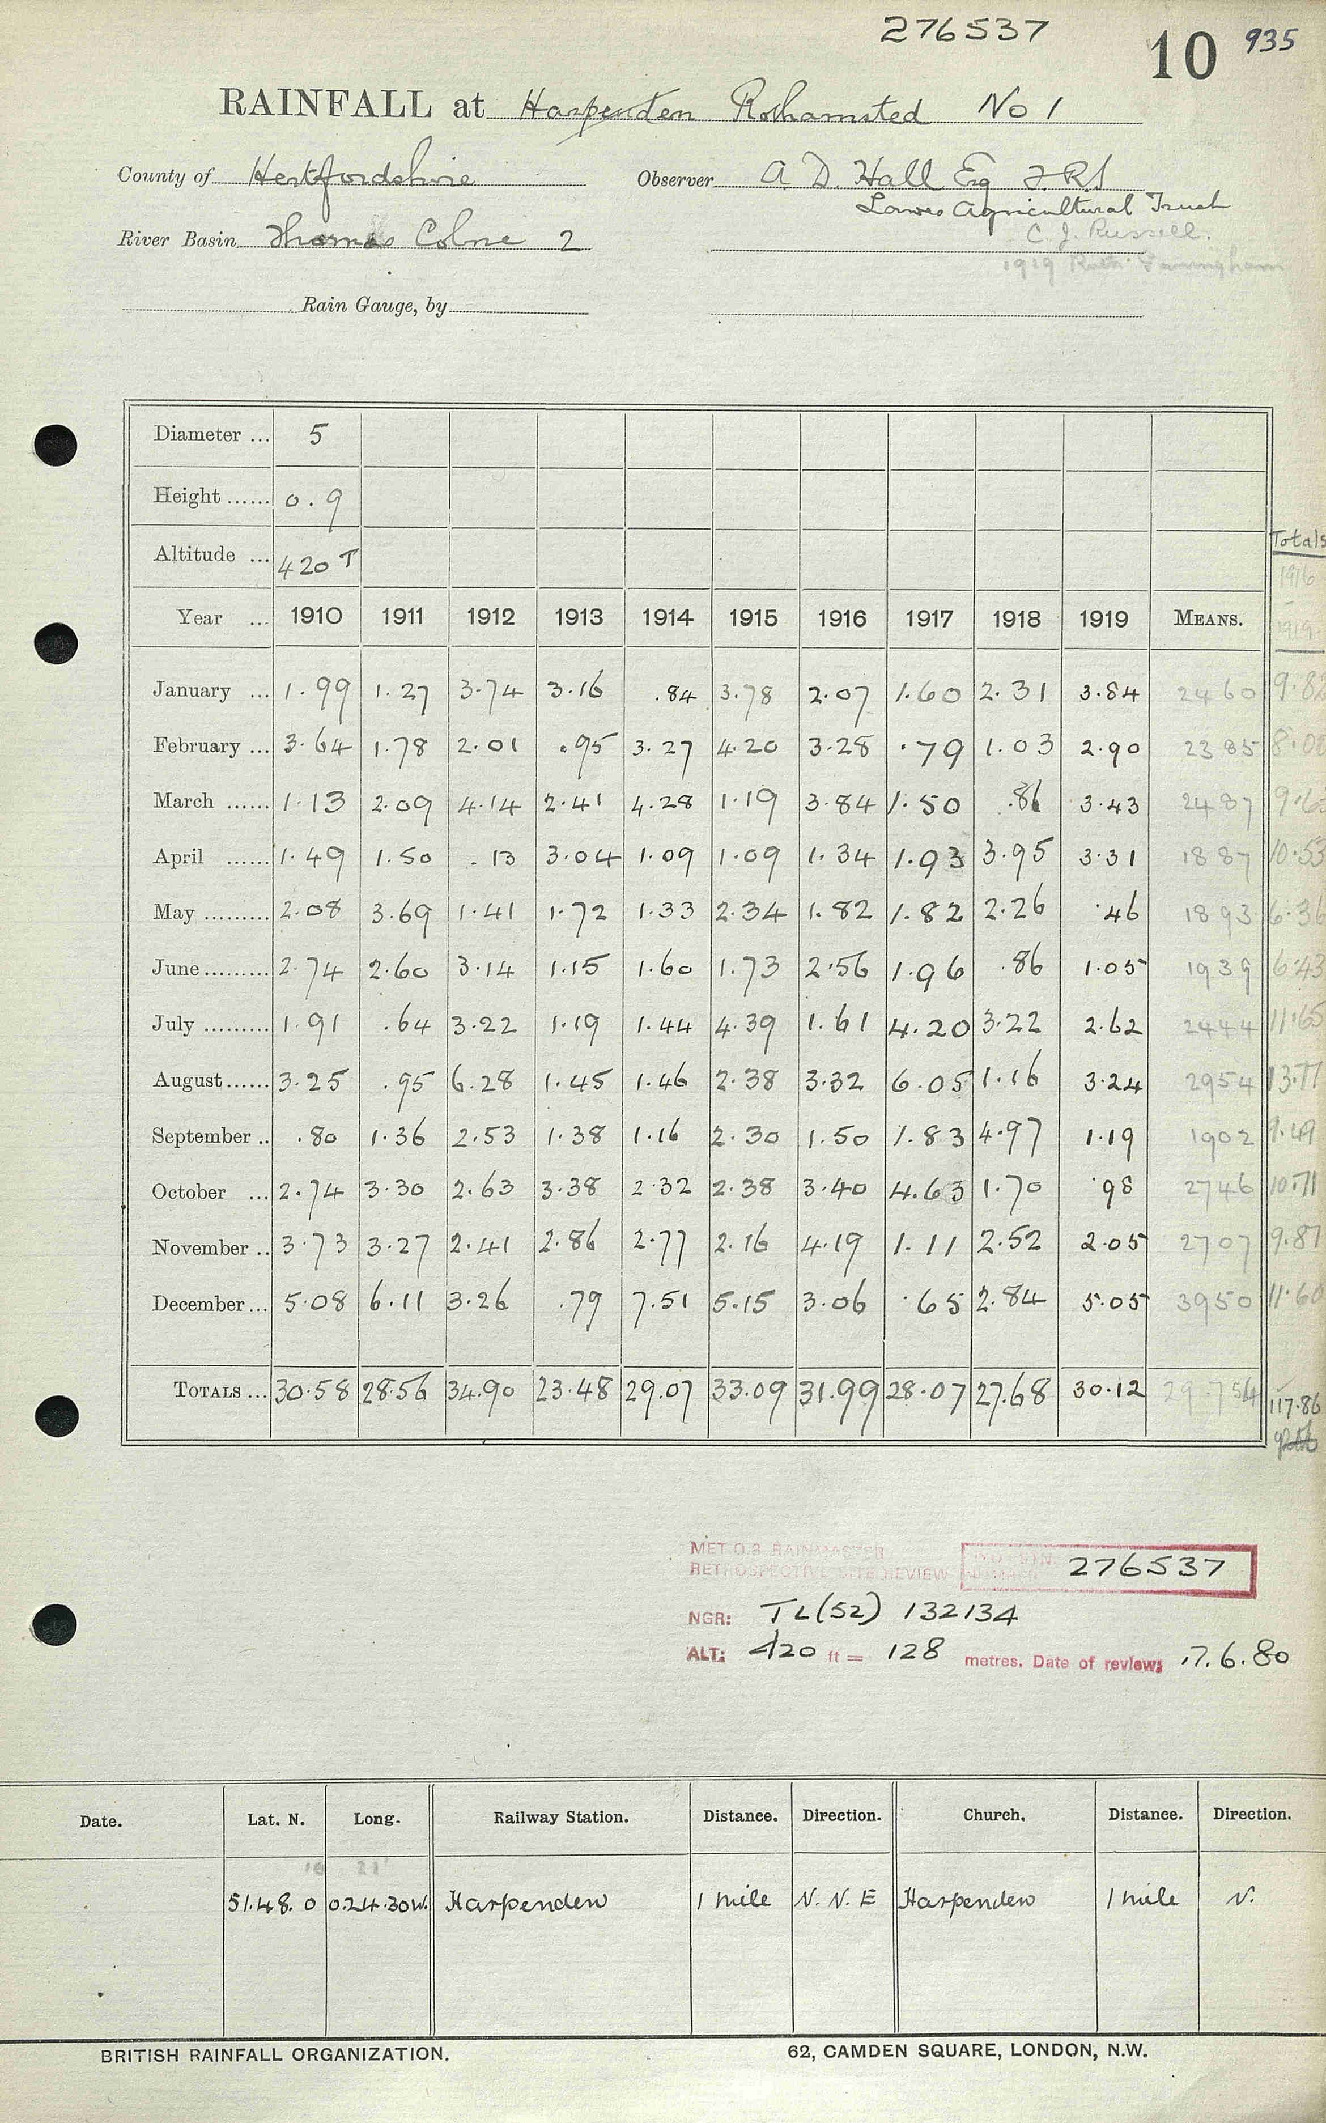 276537
10 935
RAINFALL at Harpenden Rothamsted No 1
County of Hertfordshire Observer A. D. Hall Esq F.R.S
Lawes Agricultural Trust
River Basin Thames Colne 2 Russell.
1919
Rain Gauge, by
Diameter ... 5
Height ...... 0.9
Altitude ... 420 T
Totals
1916
-
1919
Year ... 1910 1911 1912 1913 1914 1915 1916 1917 1918 1919 MEANS.
January ... 1.99 1.27 3.74 3.16 .84 3.78 2.07 1.60 2.31 3.84 2460 9.82
February ... 3.64 1.78 2.01 .95 3.27 4.20 3.28 .79 1.03 2.90 2385 8.00
March ...... 1.13 2.09 4.14 2.41 4.28 1.19 3.84 1.50 .86 3.43 2487 9.63
April ...... 1.49 1.50 .13 3.04 1.09 1.09 1.34 1.93 3.95 3.31 1887 10.53
May ......... 2.08 3.69 1.41 1.72 1.33 2.34 1.82 1.82 2.26 .46 1893 6.36
June ......... 2.74 2.60 3.14 1.15 1.60 1.73 2.56 1.96 .86 1.05 1939 6.43
July ......... 1.91 .64 3.22 1.19 1.44 4.39 1.61 4.20 3.22 2.62 2444 11.65
August ...... 3.25 .95 6.28 1.45 1.46 2.38 3.32 6.05 1.16 3.24 2954 13.77
September .. .80 1.36 2.53 1.38 1.16 2.30 1.50 1.83 4.97 1.19 1902 9.49
October ... 2.74 3.30 2.63 3.38 2.32 2.38 3.40 4.63 1.70 .98 2746 10.71
November .. 3.73 3.27 2.41 2.86 2.77 2.16 4.19 1.11 2.52 2.05 2707 9.87
December ... 5.08 6.11 3.26 .79 7.51 5.15 3.06 .65 2.84 5.05 3950 11.60
TOTALS ... 30.58 28.56 34.90 23.48 29.07 33.09 31.99 28.07 27.68 30.12 29.754 117.86
MET O.8 RAINMASTER
RETROSPECTIVE SITE REVIEW 276537
NGR: TL(52) 132134
ALT: 420 ft = 128 metres. Date of review: 17.6.80
Date. Lat. N. Long. Railway Station. Distance. Direction. Church. Distance. Direction.
51.48.0 0.24.30W. Harpenden 1 mile N.N.E Harpenden 1 mile N.
BRITISH RAINFALL ORGANIZATION. 62, CAMDEN SQUARE, LONDON, N.W.